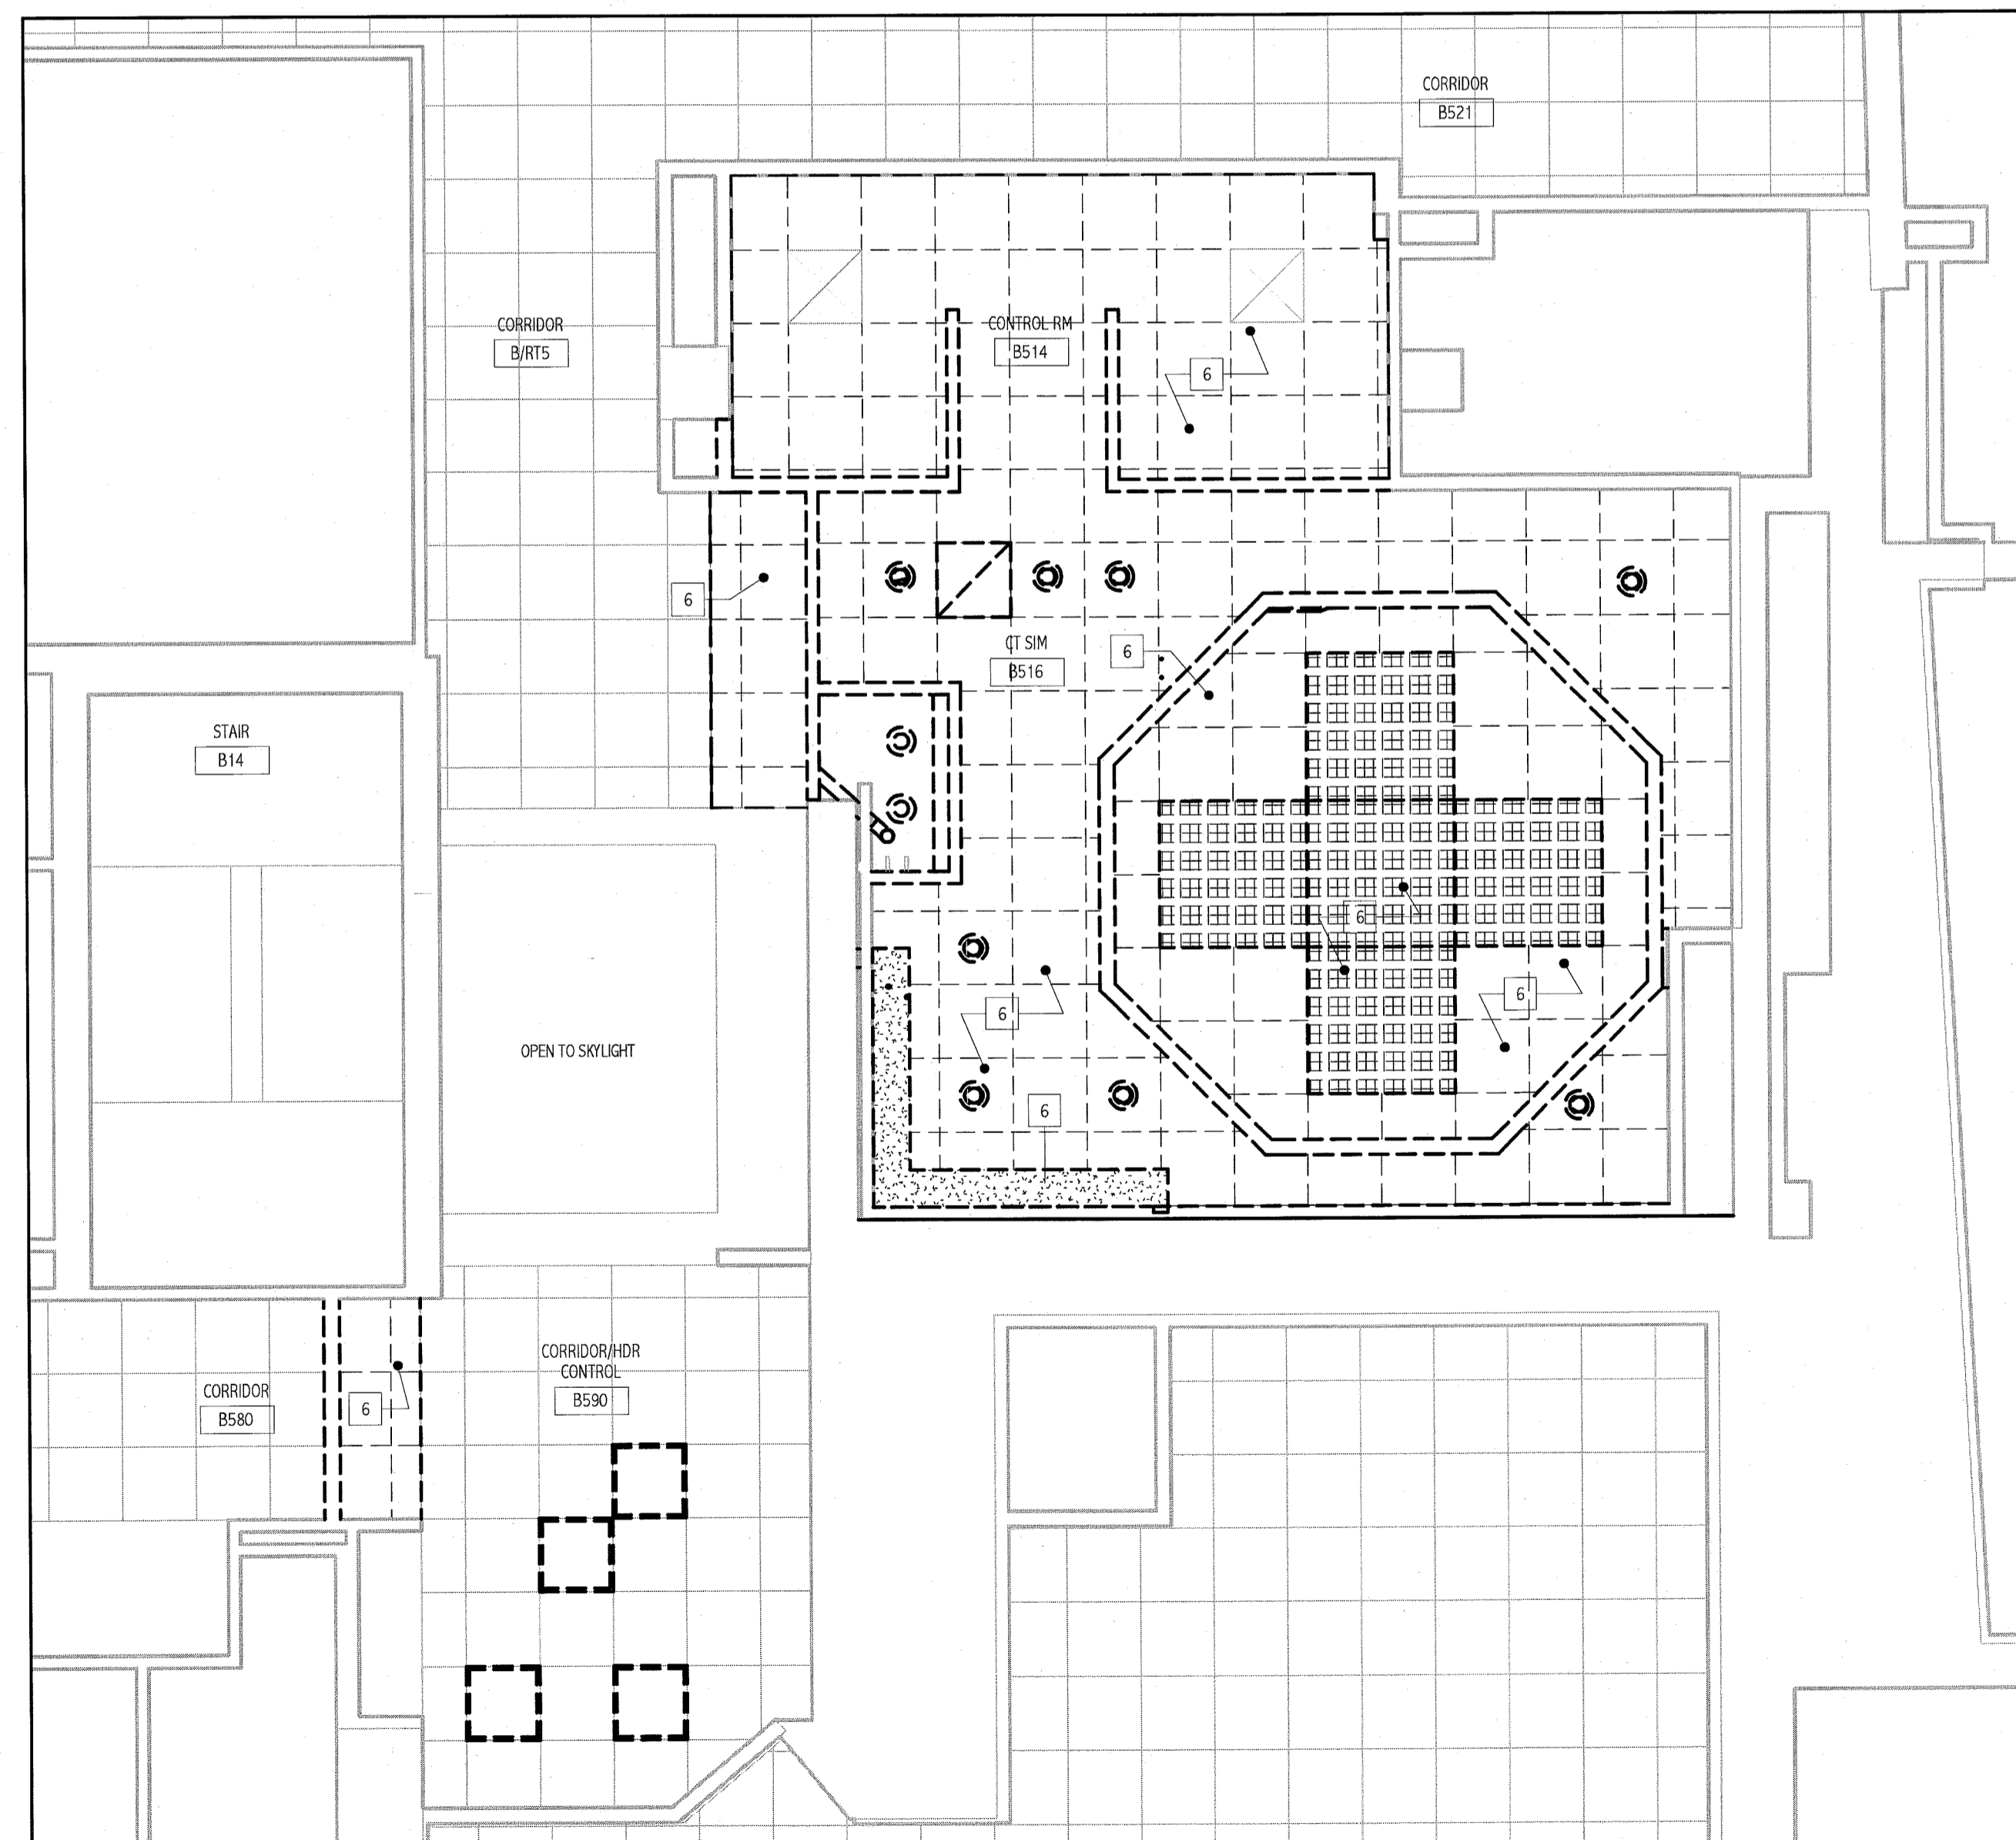 CORRIDOR
B521
CORRIDOR
B/RT5
CONTROL RM
B514
6
6
CT SIM
B516
6
STAIR
B14
6
6
6
OPEN TO SKYLIGHT
6
CORRIDOR/HDR
CONTROL
B590
CORRIDOR
B580
6